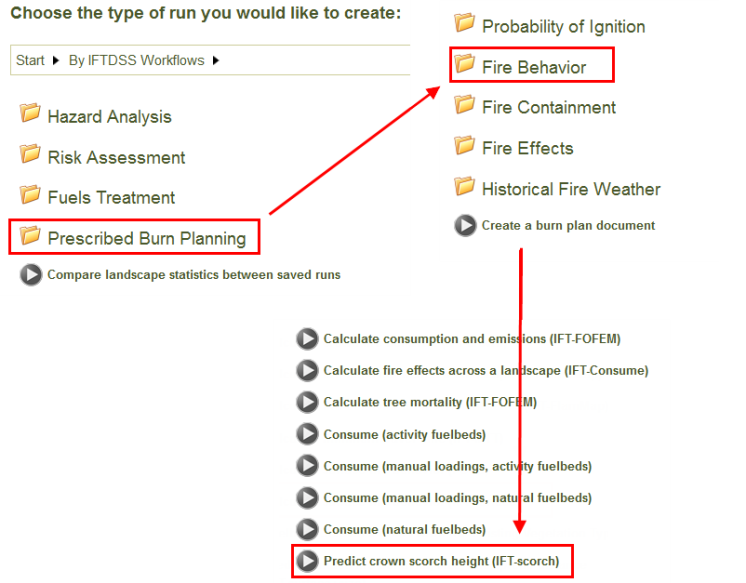 Choose the type of run you would like to create:
Start ▶ By IFTDSS Workflows ▶
Hazard Analysis
Risk Assessment
Fuels Treatment
Prescribed Burn Planning
Compare landscape statistics between saved runs
Probability of Ignition
Fire Behavior
Fire Containment
Fire Effects
Historical Fire Weather
Create a burn plan document
Calculate consumption and emissions (IFT-FOFEM)
Calculate fire effects across a landscape (IFT-Consume)
Calculate tree mortality (IFT-FOFEM)
Consume (activity fuelbeds)
Consume (manual loadings, activity fuelbeds)
Consume (manual loadings, natural fuelbeds)
Consume (natural fuelbeds)
Predict crown scorch height (IFT-scorch)